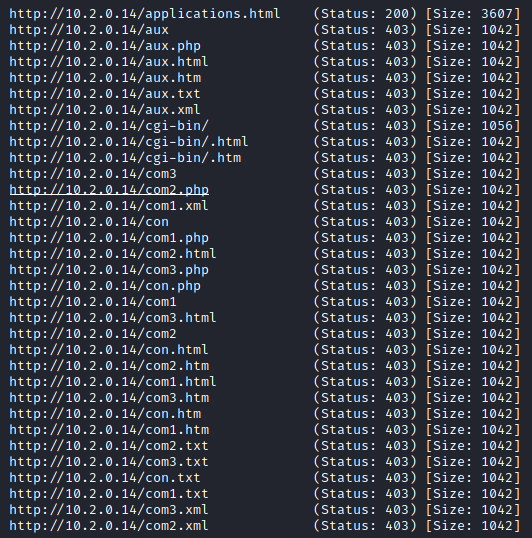 http://10.2.0.14/applications.html (Status: 200) [Size: 3607]
http://10.2.0.14/aux (Status: 403) [Size: 1042]
http://10.2.0.14/aux.php (Status: 403) [Size: 1042]
http://10.2.0.14/aux.html (Status: 403) [Size: 1042]
http://10.2.0.14/aux.htm (Status: 403) [Size: 1042]
http://10.2.0.14/aux.txt (Status: 403) [Size: 1042]
http://10.2.0.14/aux.xml (Status: 403) [Size: 1042]
http://10.2.0.14/cgi-bin/ (Status: 403) [Size: 1056]
http://10.2.0.14/cgi-bin/.html (Status: 403) [Size: 1042]
http://10.2.0.14/cgi-bin/.htm (Status: 403) [Size: 1042]
http://10.2.0.14/com3 (Status: 403) [Size: 1042]
http://10.2.0.14/com2.php (Status: 403) [Size: 1042]
http://10.2.0.14/com1.xml (Status: 403) [Size: 1042]
http://10.2.0.14/con (Status: 403) [Size: 1042]
http://10.2.0.14/com1.php (Status: 403) [Size: 1042]
http://10.2.0.14/com2.html (Status: 403) [Size: 1042]
http://10.2.0.14/com3.php (Status: 403) [Size: 1042]
http://10.2.0.14/con.php (Status: 403) [Size: 1042]
http://10.2.0.14/com1 (Status: 403) [Size: 1042]
http://10.2.0.14/com3.html (Status: 403) [Size: 1042]
http://10.2.0.14/com2 (Status: 403) [Size: 1042]
http://10.2.0.14/con.html (Status: 403) [Size: 1042]
http://10.2.0.14/com2.htm (Status: 403) [Size: 1042]
http://10.2.0.14/com1.html (Status: 403) [Size: 1042]
http://10.2.0.14/com3.htm (Status: 403) [Size: 1042]
http://10.2.0.14/con.htm (Status: 403) [Size: 1042]
http://10.2.0.14/com1.htm (Status: 403) [Size: 1042]
http://10.2.0.14/com2.txt (Status: 403) [Size: 1042]
http://10.2.0.14/com3.txt (Status: 403) [Size: 1042]
http://10.2.0.14/con.txt (Status: 403) [Size: 1042]
http://10.2.0.14/com1.txt (Status: 403) [Size: 1042]
http://10.2.0.14/com3.xml (Status: 403) [Size: 1042]
http://10.2.0.14/com2.xml (Status: 403) [Size: 1042]